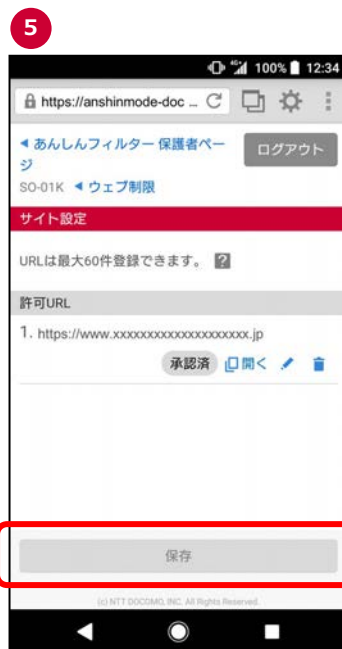 5
4G 100% 12:34
https://anshinmode-doc ...
◀ あんしんフィルター 保護者ペー
ジ
ログアウト
SO-01K ◀ ウェブ制限
サイト設定
URLは最大60件登録できます。 ?
許可URL
1. https://www.xxxxxxxxxxxxxxxxxxxx.jp
承認済 開く
保存
(c) NTT DOCOMO, INC. All Rights Reserved.